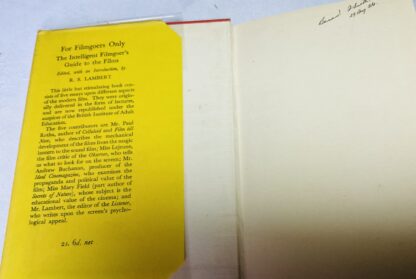 For Filmgoers Only
The Intelligent Filmgoer's
Guide to the Films
Edited, with an Introduction, by
R. S. LAMBERT
This little but stimulating book con-
sists of five essays upon different aspects
of the modern film. They were orig-
inally delivered in the form of lectures,
and are now republished under the
auspices of the British Institute of Adult
Education.
The five contributors are Mr. Paul
Rotha, author of Celluloid and Film till
Now, who describes the mechanical
development of the films from the magic
lantern to the sound film; Miss Lejeune,
the film critic of the Observer, who tells
us what to look for on the screen; Mr.
Andrew Buchanan, producer of the
Ideal Cinemagazine, who examines the
propaganda and political value of the
film; Miss Mary Field (part author of
Secrets of Nature), whose subject is the
educational value of the cinema; and
Mr. Lambert, the editor of the Listener,
who writes upon the screen's psycho-
logical appeal.
2s. 6d. net